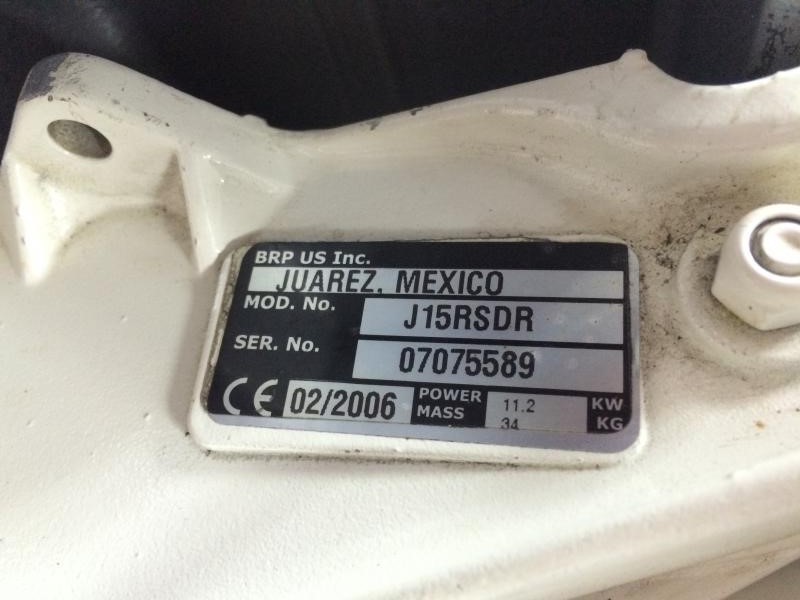 BRP US Inc.
JUAREZ, MEXICO
MOD. No. J15RSDR
SER. No. 07075589
CE 02/2006 POWER 11.2 KW
MASS 34 KG